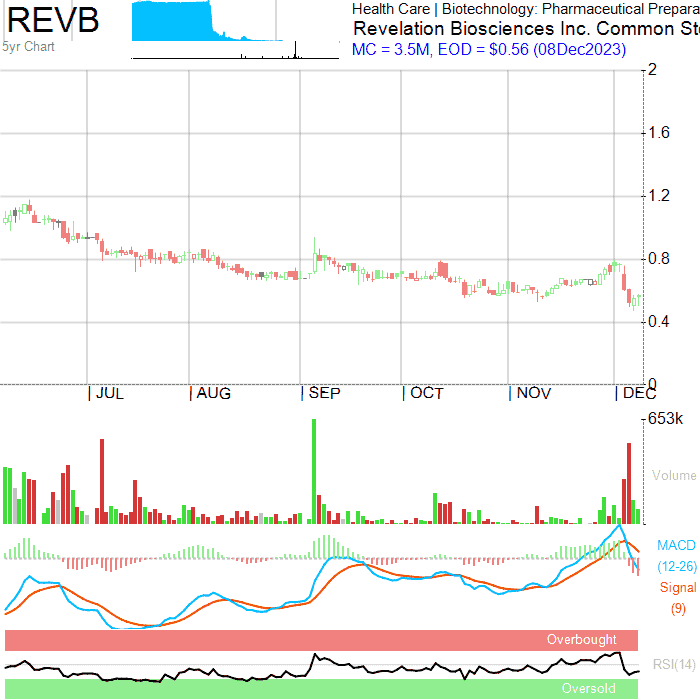 REVB
5yr Chart
Health Care | Biotechnology: Pharmaceutical Prepara
Revelation Biosciences Inc. Common Sto
MC = 3.5M, EOD = $0.56 (08Dec2023)
2
1.6
1.2
0.8
0.4
0
JUL AUG SEP OCT NOV DEC
653k
Volume
MACD
(12-26)
Signal
(9)
Overbought
RSI(14)
Oversold